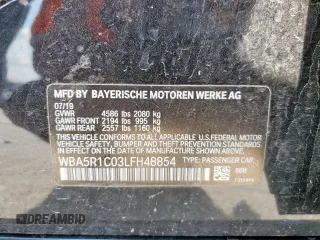 MFD BY BAYERISCHE MOTOREN WERKE AG
07/19
GVWR 4586 lbs 2080 kg
GAWR FRONT 2194 lbs 995 kg
GAWR REAR 2557 lbs 1160 kg
THIS VEHICLE CONFORMS TO ALL APPLICABLE
U.S. FEDERAL MOTOR VEHICLE SAFETY, BUMPER,
AND THEFT PREVENTION STANDARDS IN EFFECT ON
THE DATE OF MANUFACTURE SHOWN ABOVE.
WBA5R1C03LFH48854 TYPE: PASSENGER CAR
668
DREAMBID